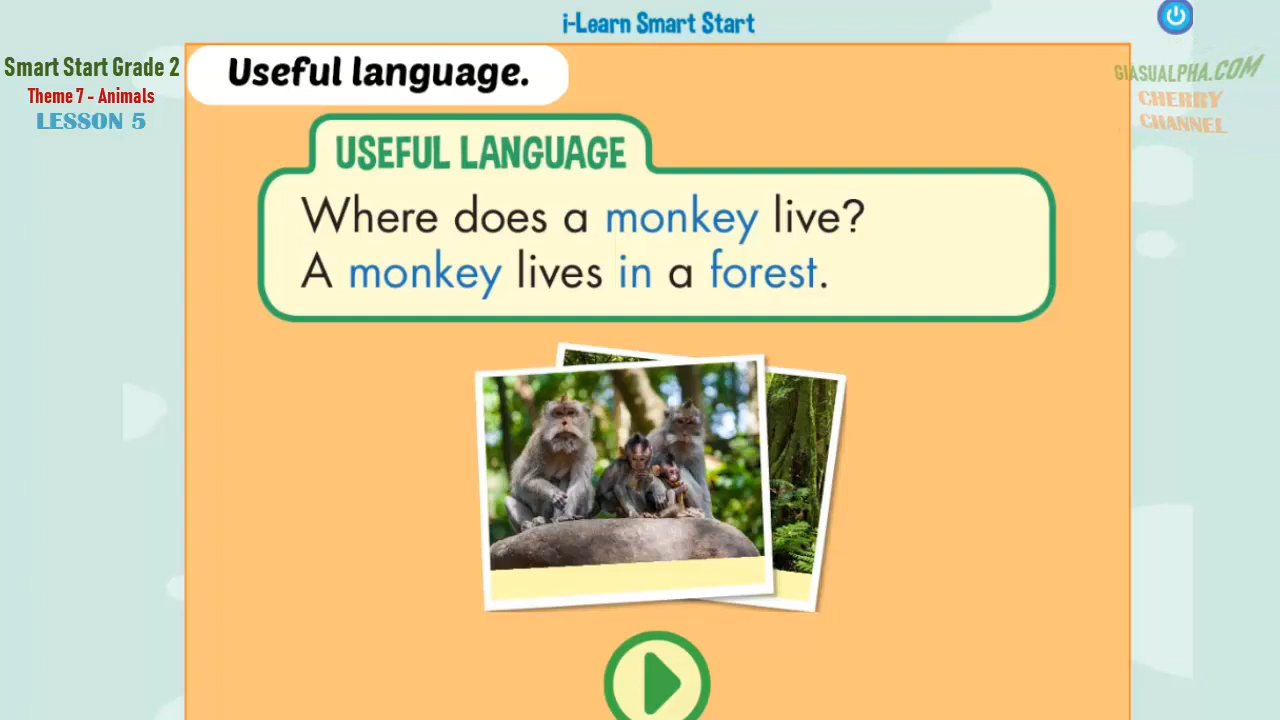 i-Learn Smart Start
Smart Start Grade 2
Theme 7 - Animals
LESSON 5
Useful language.
GIASUALPHA.COM
CHERRY
CHANNEL
USEFUL LANGUAGE
Where does a monkey live?
A monkey lives in a forest.